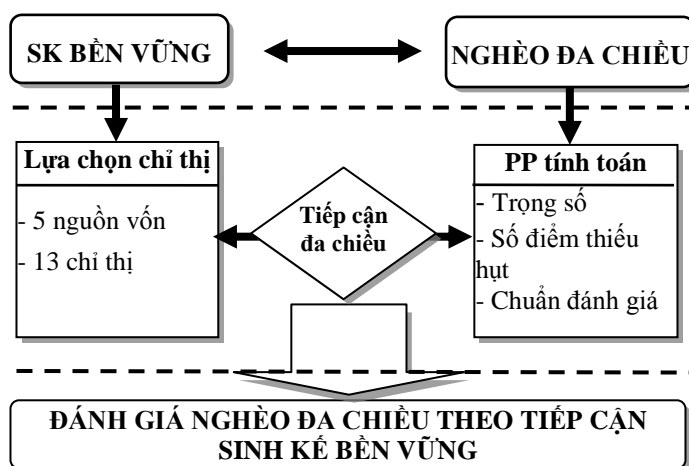 SK BỀN VỮNG
NGHÈO ĐA CHIỀU
Lựa chọn chỉ thị
- 5 nguồn vốn
- 13 chỉ thị
Tiếp cận
đa chiều
PP tính toán
- Trọng số
- Số điểm thiếu
hụt
- Chuẩn đánh giá
ĐÁNH GIÁ NGHÈO ĐA CHIỀU THEO TIẾP CẬN
SINH KẾ BỀN VỮNG